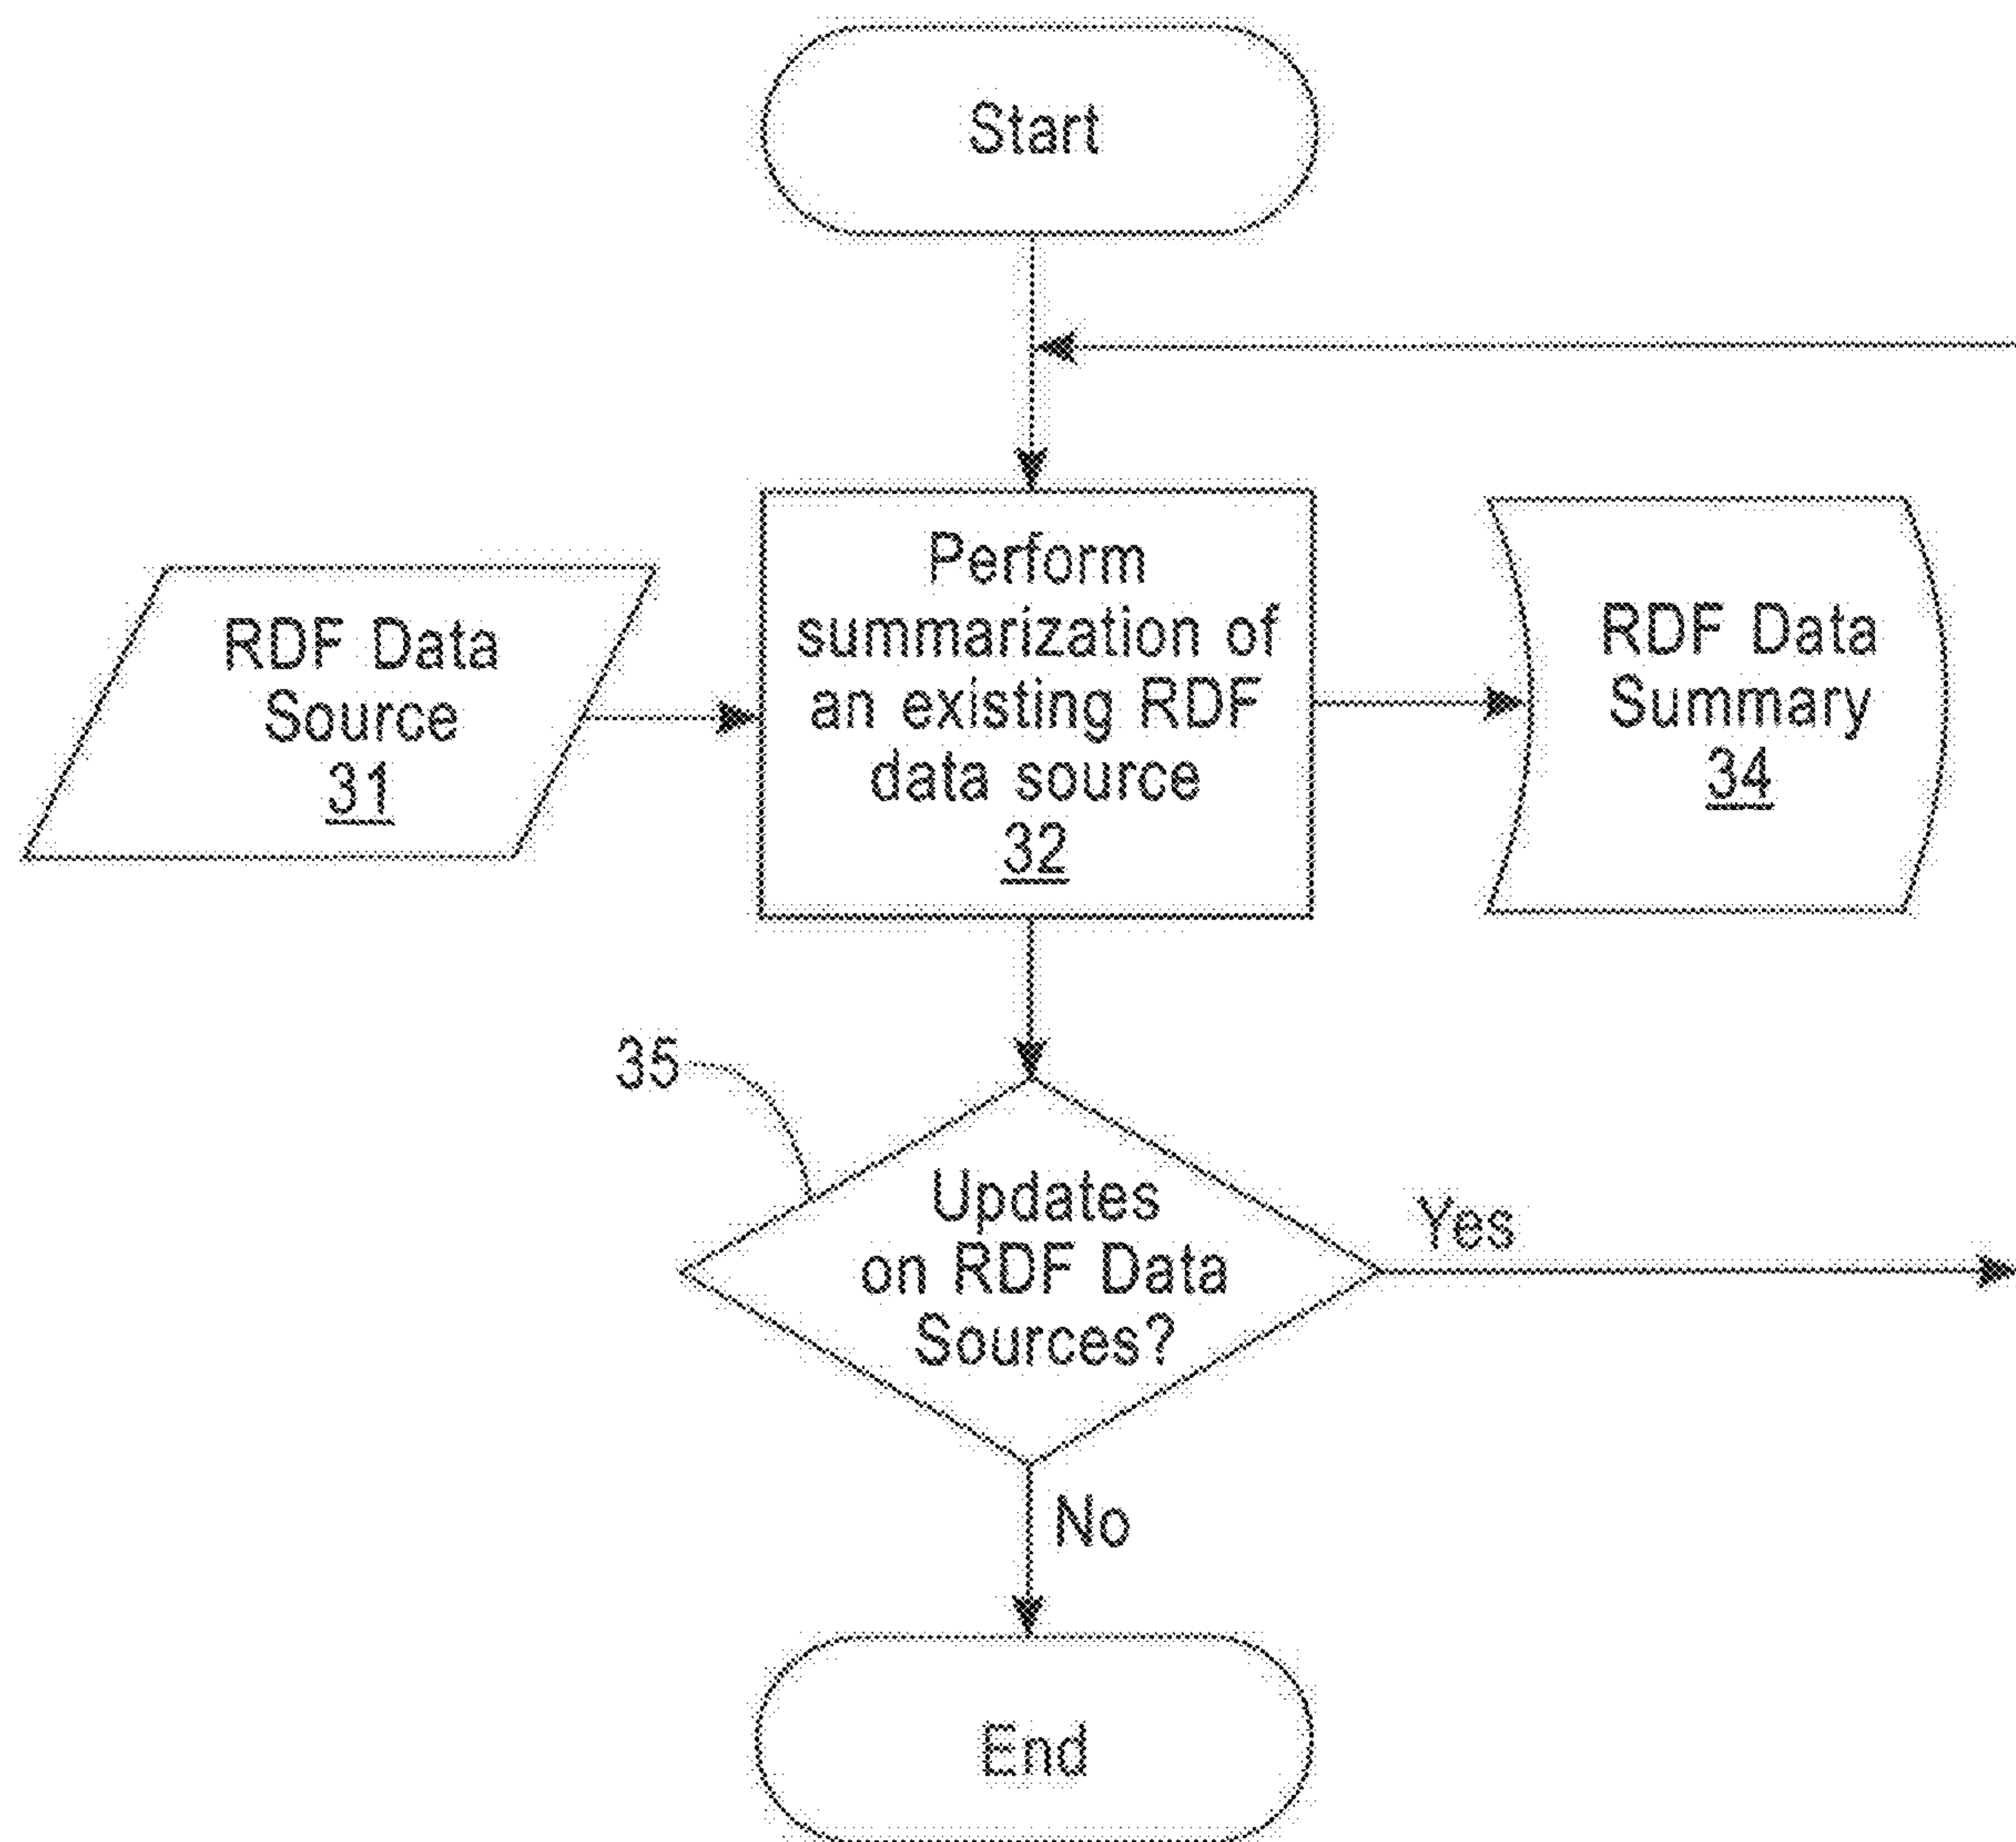 Start
RDF Data
Source
31
Perform
summarization of
an existing RDF
data source
32
RDF Data
Summary
34
35
Updates
on RDF Data
Sources?
Yes
No
End